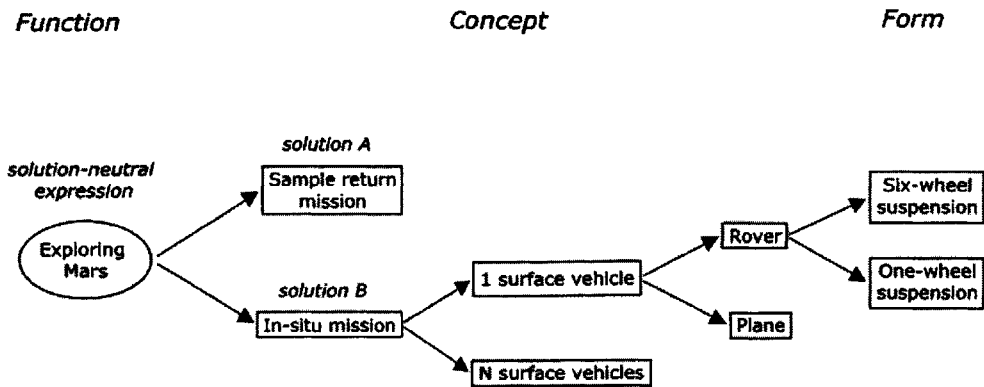 Function
Concept
Form
solution-neutral
expression
Exploring
Mars
solution A
Sample return
mission
solution B
In-situ mission
1 surface vehicle
N surface vehicles
Rover
Plane
Six-wheel
suspension
One-wheel
suspension